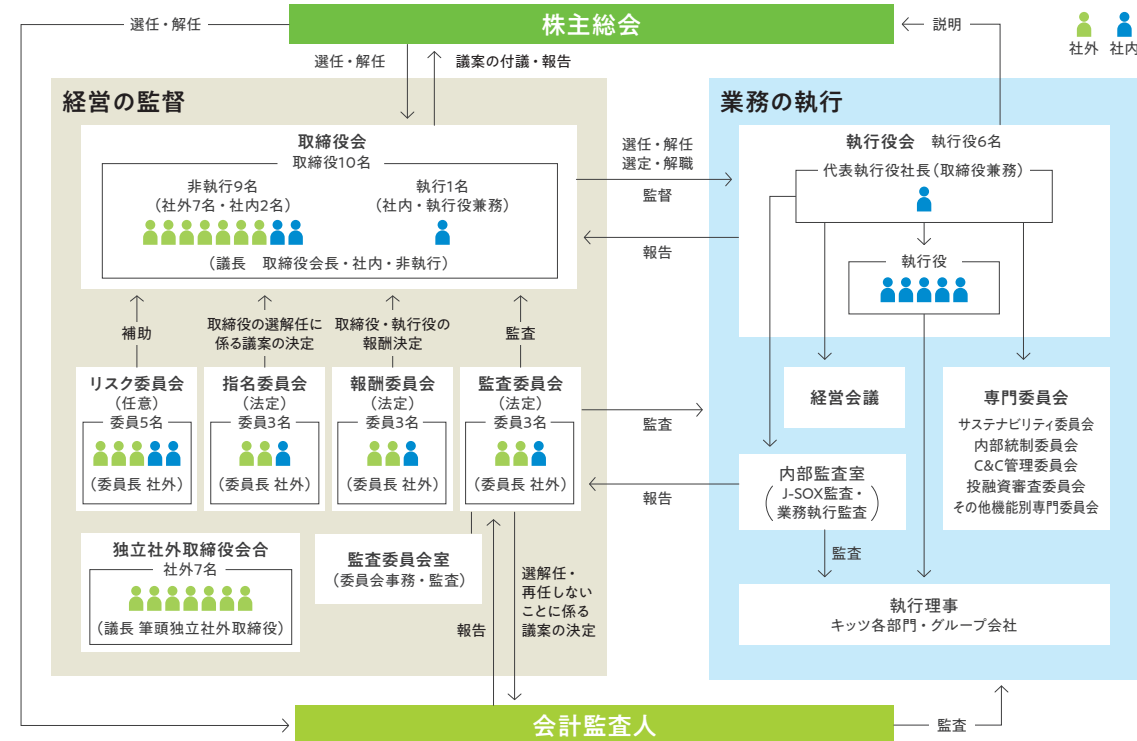 選任・解任
株主総会
説明
社外 社内
選任・解任
議案の付議・報告
経営の監督
取締役会
取締役10名
非執行9名
(社外7名・社内2名)
執行1名
(社内・執行役兼務)
(議長　取締役会長・社内・非執行)
選任・解任
選定・解職
監督
報告
業務の執行
執行役会　執行役6名
代表執行役社長(取締役兼務)
執行役
補助
取締役の選解任に
係る議案の決定
取締役・執行役の
報酬決定
監査
リスク委員会
(任意)
委員5名
(委員長 社外)
指名委員会
(法定)
委員3名
(委員長 社外)
報酬委員会
(法定)
委員3名
(委員長 社外)
監査委員会
(法定)
委員3名
(委員長 社外)
監査
報告
経営会議
専門委員会
サステナビリティ委員会
内部統制委員会
C&C管理委員会
投融資審査委員会
その他機能別専門委員会
内部監査室
(J-SOX監査・
業務執行監査)
監査
独立社外取締役会合
社外7名
(議長 筆頭独立社外取締役)
監査委員会室
(委員会事務・監査)
報告
選解任・
再任しない
ことに係る
議案の決定
執行理事
キッツ各部門・グループ会社
会計監査人
監査